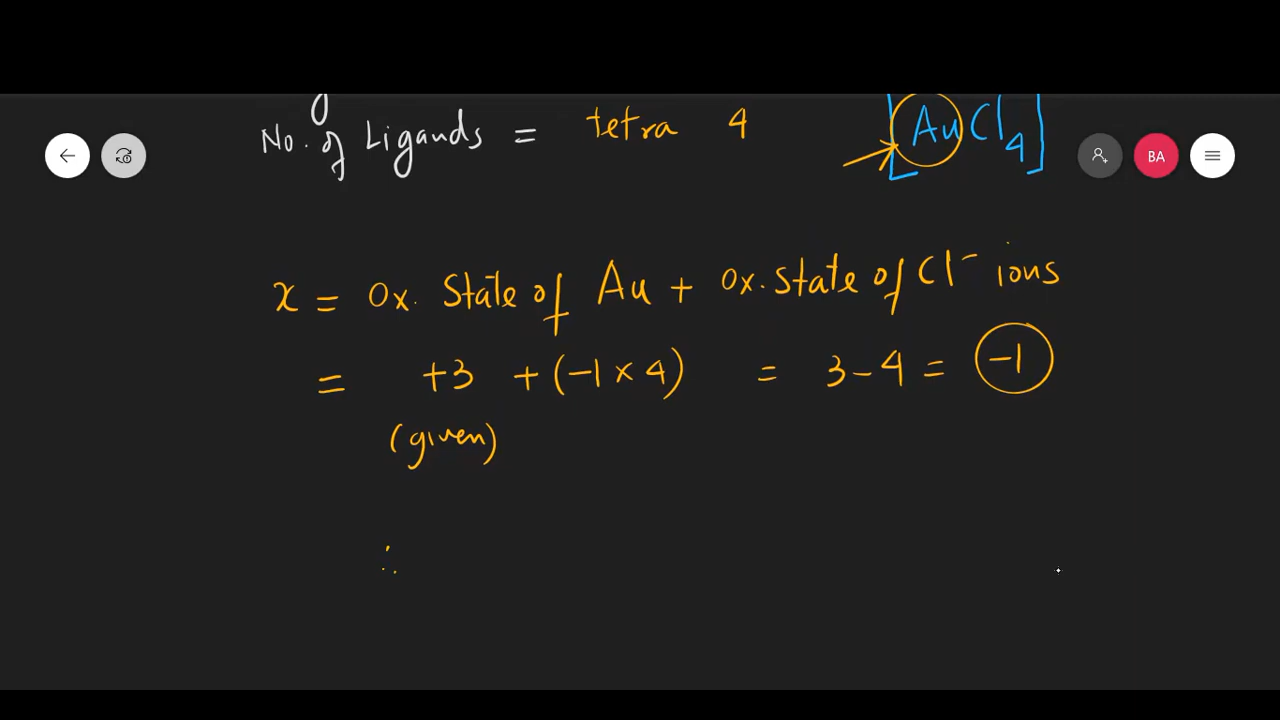 No. of Ligands = tetra 4 [AuCl4]
x = Ox. State of Au + Ox. State of Cl⁻ ions
= +3 + (-1 × 4) = 3 - 4 = -1
(given)
∴
BA